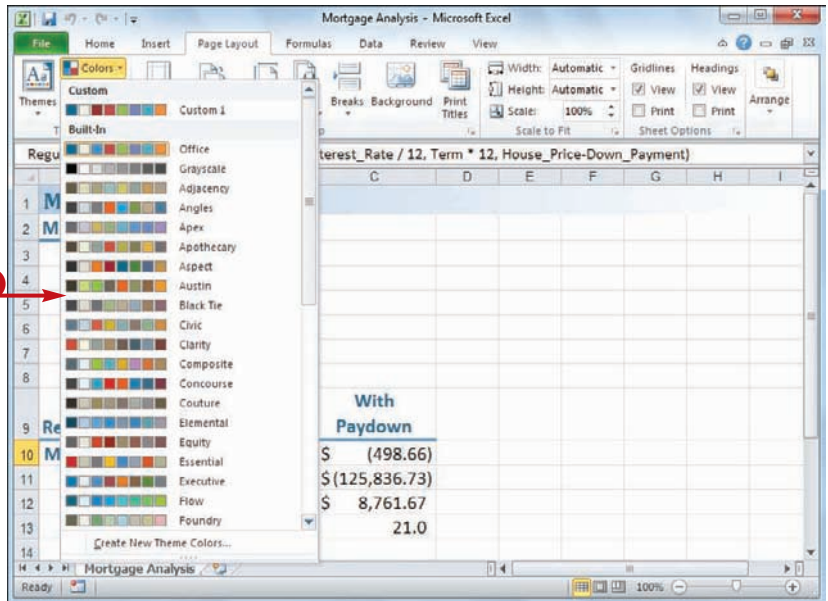 Mortgage Analysis - Microsoft Excel
File Home Insert Page Layout Formulas Data Review View
Colors
Themes
Breaks Background Print Titles
Width: Automatic
Height: Automatic
Scale: 100%
Scale to Fit
Gridlines
View
Print
Headings
View
Print
Sheet Options
Arrange
Custom
Custom 1
Built-In
Office
Grayscale
Adjacency
Angles
Apex
Apothecary
Aspect
Austin
Black Tie
Civic
Clarity
Composite
Concourse
Couture
Elemental
Equity
Essential
Executive
Flow
Foundry
Create New Theme Colors...
Regu
terest_Rate / 12, Term * 12, House_Price-Down_Payment)
C D E F G H I
1 M
2 M
3
4
5
6
7
8
With
9 Re Paydown
10 M $ (498.66)
11 $ (125,836.73)
12 $ 8,761.67
13 21.0
14
Mortgage Analysis
Ready 100%